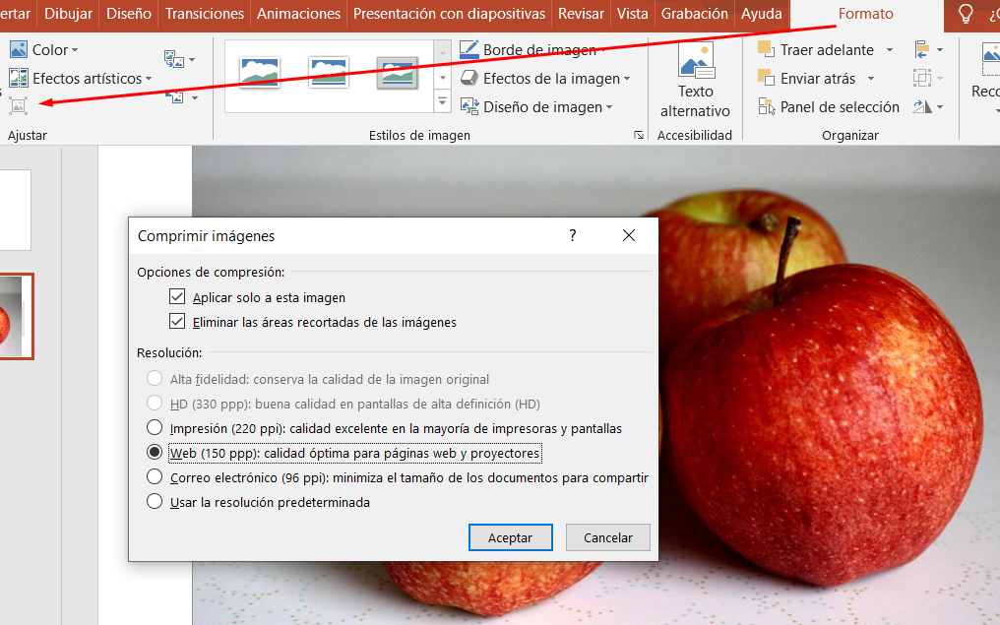 Dibujar Diseño Transiciones Animaciones Presentación con diapositivas Revisar Vista Grabación Ayuda Formato
Color
Efectos artísticos
Ajustar
Borde de imagen
Efectos de la imagen
Diseño de imagen
Estilos de imagen
Texto
alternativo
Accesibilidad
Traer adelante
Enviar atrás
Panel de selección
Organizar
Comprimir imágenes ?
Opciones de compresión:
Aplicar solo a esta imagen
Eliminar las áreas recortadas de las imágenes
Resolución:
Alta fidelidad: conserva la calidad de la imagen original
HD (330 ppp): buena calidad en pantallas de alta definición (HD)
Impresión (220 ppi): calidad excelente en la mayoría de impresoras y pantallas
Web (150 ppp): calidad óptima para páginas web y proyectores
Correo electrónico (96 ppi): minimiza el tamaño de los documentos para compartir
Usar la resolución predeterminada
Aceptar Cancelar